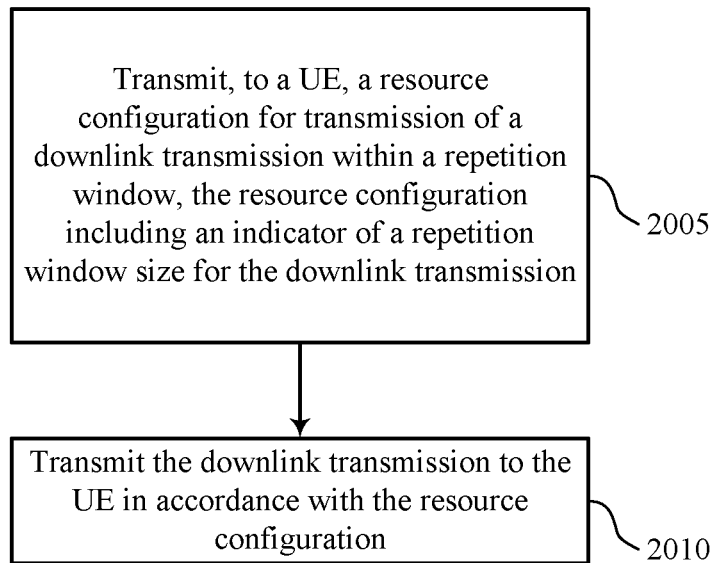 Transmit, to a UE, a resource
configuration for transmission of a
downlink transmission within a repetition
window, the resource configuration
including an indicator of a repetition
window size for the downlink transmission
2005
Transmit the downlink transmission to the
UE in accordance with the resource
configuration
2010